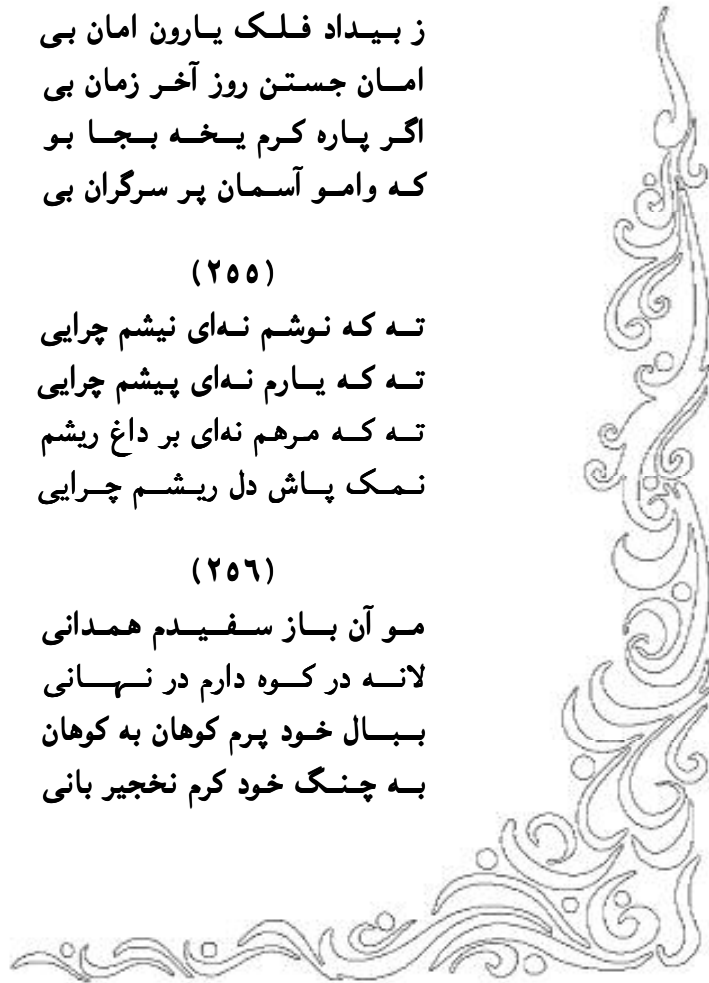 ز بیداد فلک یارون امان بی
امان جستن روز آخر زمان بی
اگر پاره کرم یخه بجا بو
که وامو آسمان پر سرگران بی
(۲۵۵)
ته که نوشم نه‌ای نیشم چرایی
ته که یارم نه‌ای پیشم چرایی
ته که مرهم نه‌ای بر داغ ریشم
نمک پاش دل ریشم چرایی
(۲۵٦)
مو آن باز سفیدم همدانی
لانه در کوه دارم در نهانی
ببال خود پرم کوهان به کوهان
به چنگ خود کرم نخجیر بانی